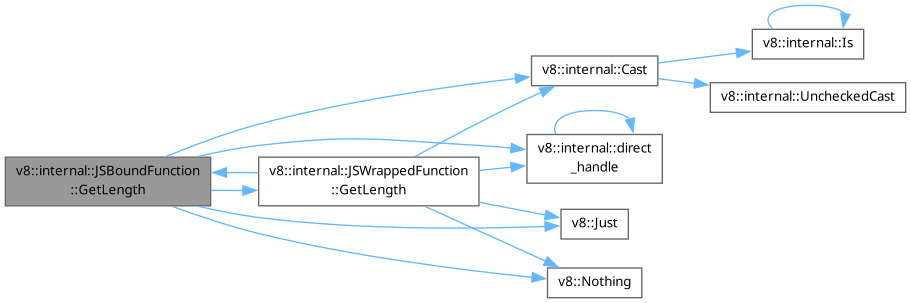 v8::internal::JSBoundFunction
::GetLength
v8::internal::JSWrappedFunction
::GetLength
v8::internal::Cast
v8::internal::Is
v8::internal::UncheckedCast
v8::internal::direct
_handle
v8::Just
v8::Nothing